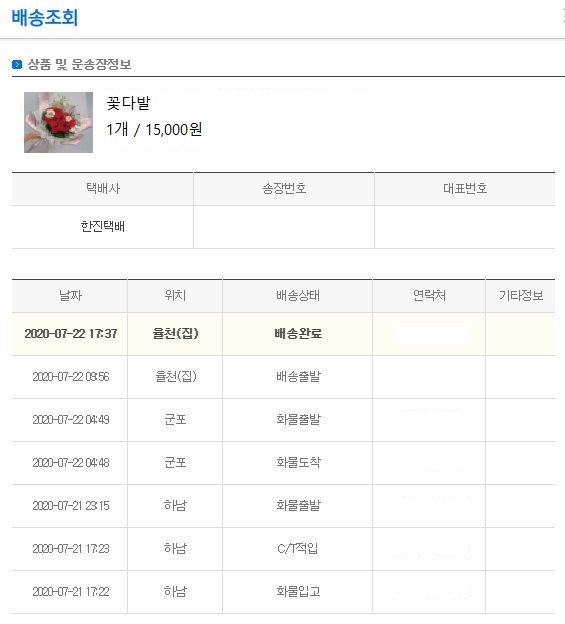 배송조회
상품 및 운송장정보
꽃다발
1개 / 15,000원
택배사 송장번호 대표번호
한진택배
날짜 위치 배송상태 연락처 기타정보
2020-07-22 17:37 율천(집) 배송완료
2020-07-22 09:56 율천(집) 배송출발
2020-07-22 04:49 군포 화물출발
2020-07-22 04:48 군포 화물도착
2020-07-21 23:15 하남 화물출발
2020-07-21 17:23 하남 C/T적입
2020-07-21 17:22 하남 화물입고